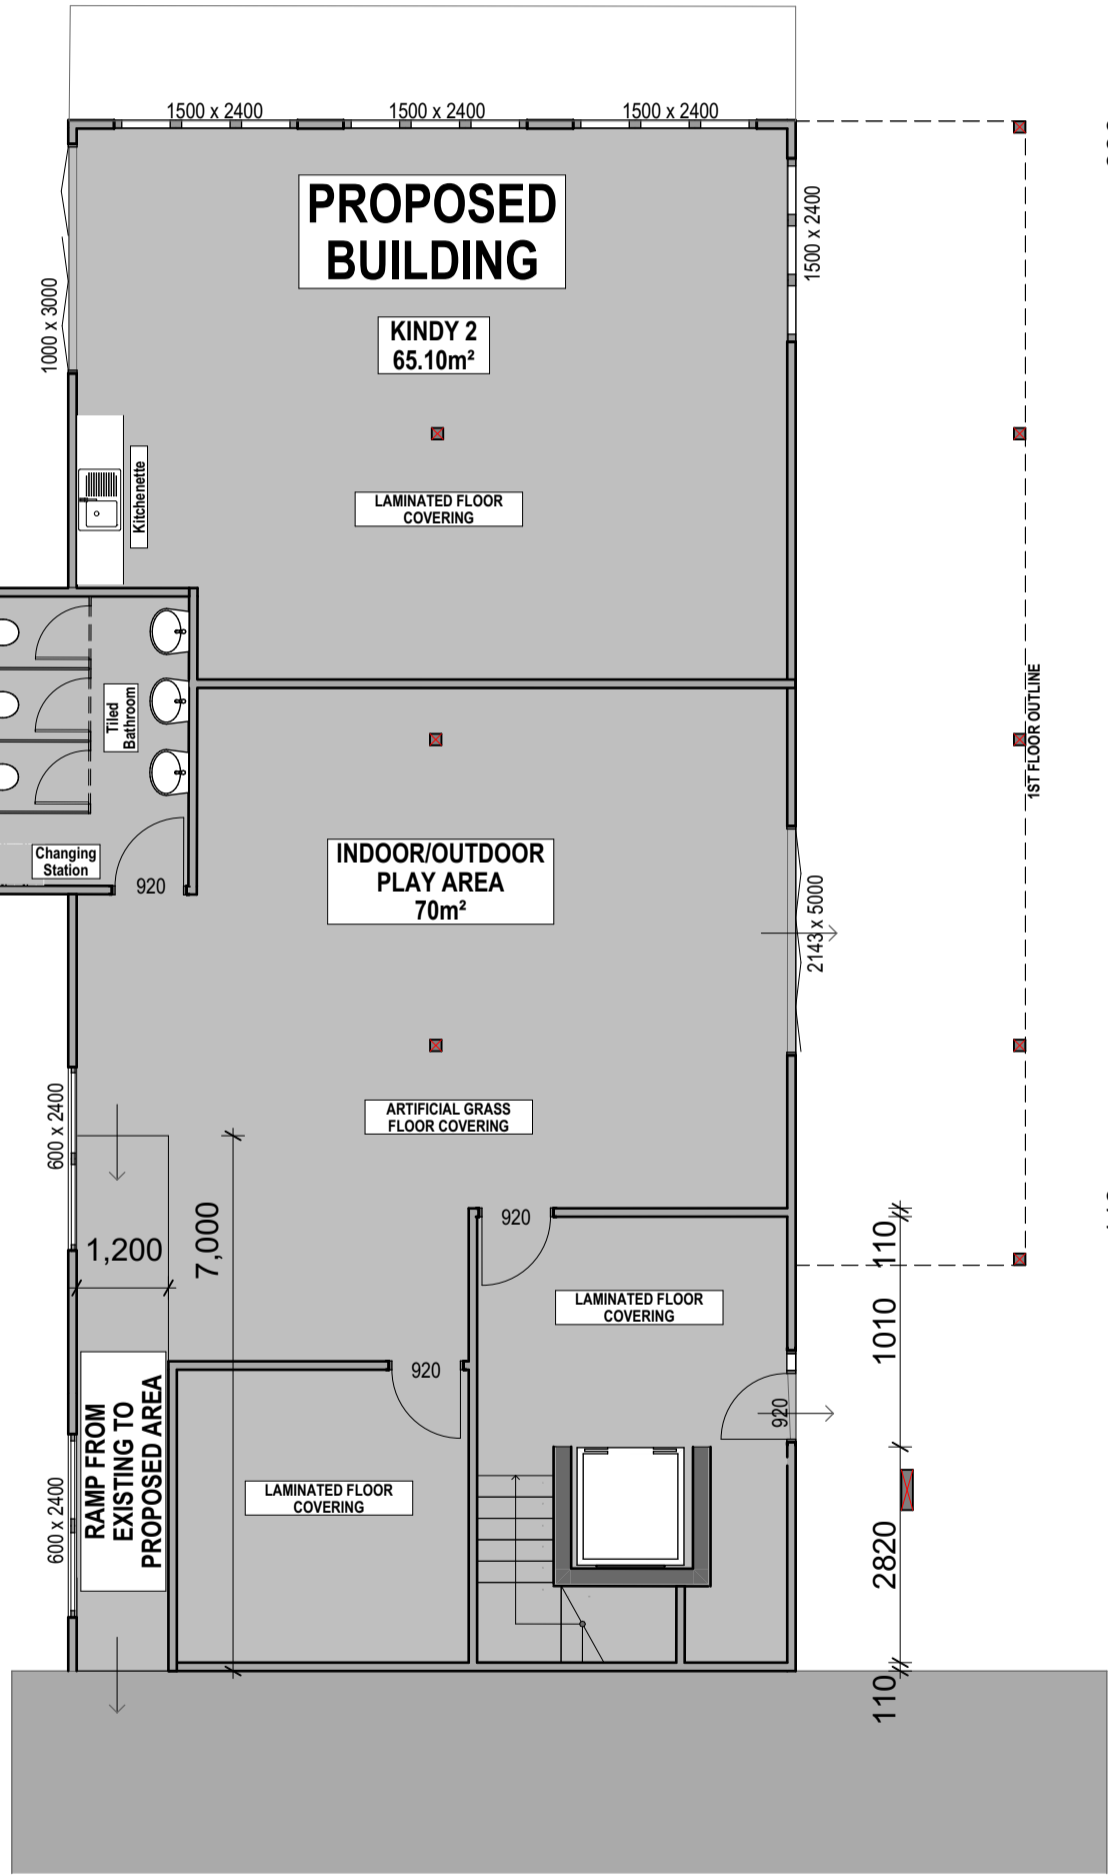 1500 x 2400
1500 x 2400
1500 x 2400
PROPOSED
BUILDING
1500 x 2400
1000 x 3000
KINDY 2
65.10m²
Kitchenette
LAMINATED FLOOR
COVERING
Tiled
Bathroom
1ST FLOOR OUTLINE
Changing
Station
920
INDOOR/OUTDOOR
PLAY AREA
70m²
2143 x 5000
600 x 2400
ARTIFICIAL GRASS
FLOOR COVERING
1,200
7,000
920
110
LAMINATED FLOOR
COVERING
1010
920
RAMP FROM
EXISTING TO
PROPOSED AREA
920
600 x 2400
LAMINATED FLOOR
COVERING
2820
110